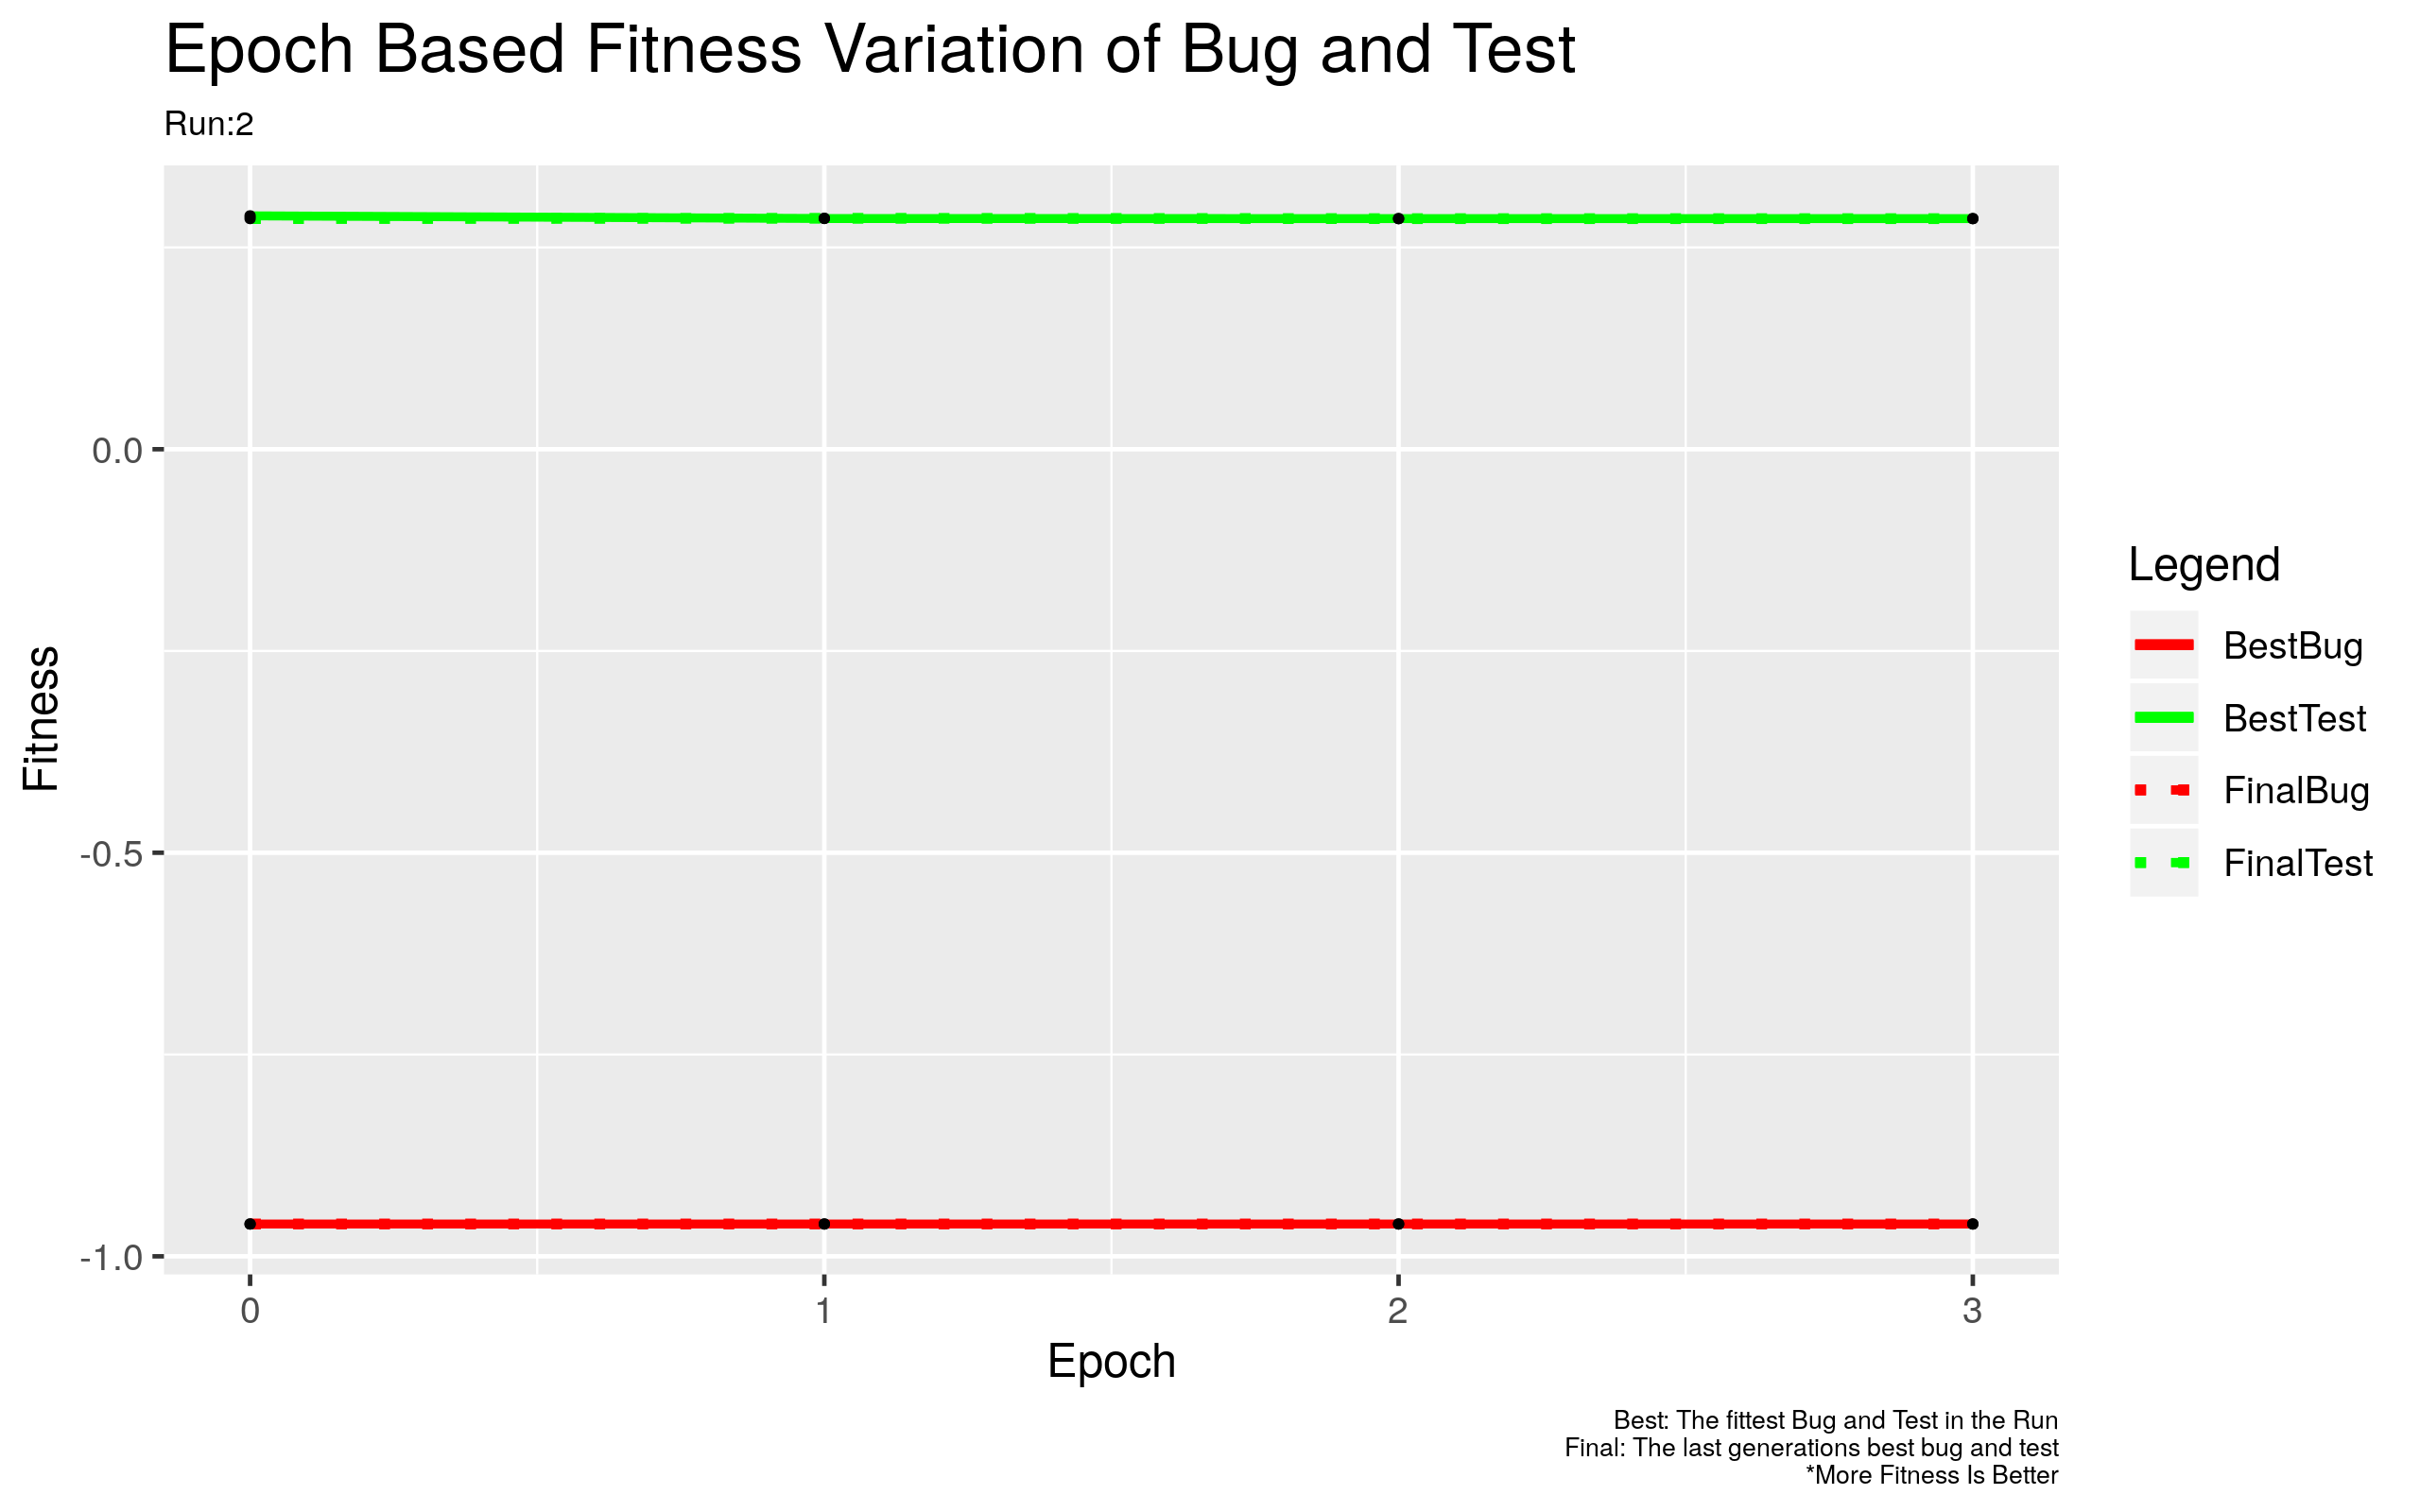 Epoch Based Fitness Variation of Bug and Test
Run:2
Fitness
0.0
-0.5
-1.0
0
1
2
3
Epoch
Legend
BestBug
BestTest
FinalBug
FinalTest
Best: The fittest Bug and Test in the Run
Final: The last generations best bug and test
*More Fitness Is Better